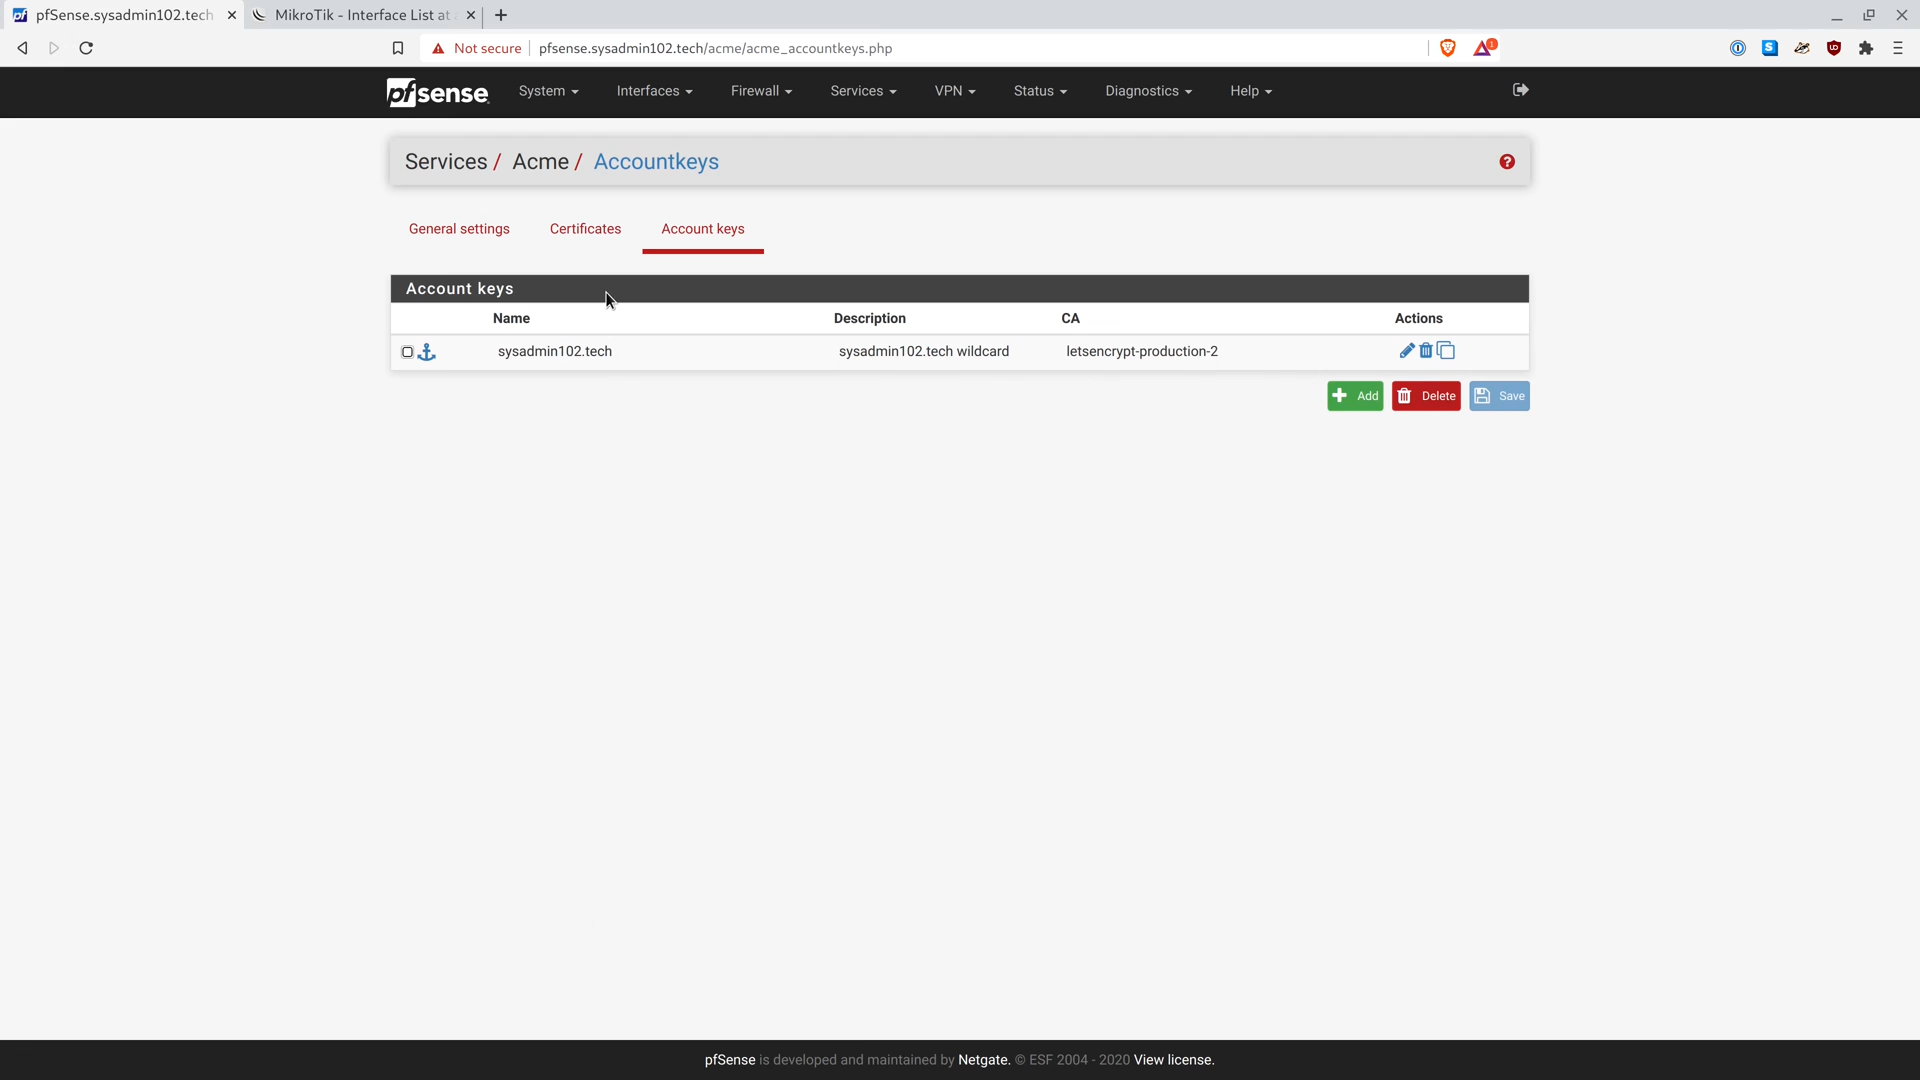 pfSense.sysadmin102.tech
MikroTik - Interface List at
Not secure
pfsense.sysadmin102.tech/acme/acme_accountkeys.php
1
pfsense
System
Interfaces
Firewall
Services
VPN
Status
Diagnostics
Help
Services / Acme / Accountkeys
General settings
Certificates
Account keys
Account keys
Name Description CA Actions
sysadmin102.tech sysadmin102.tech wildcard letsencrypt-production-2
Add
Delete
Save
pfSense is developed and maintained by Netgate. © ESF 2004 - 2020 View license.